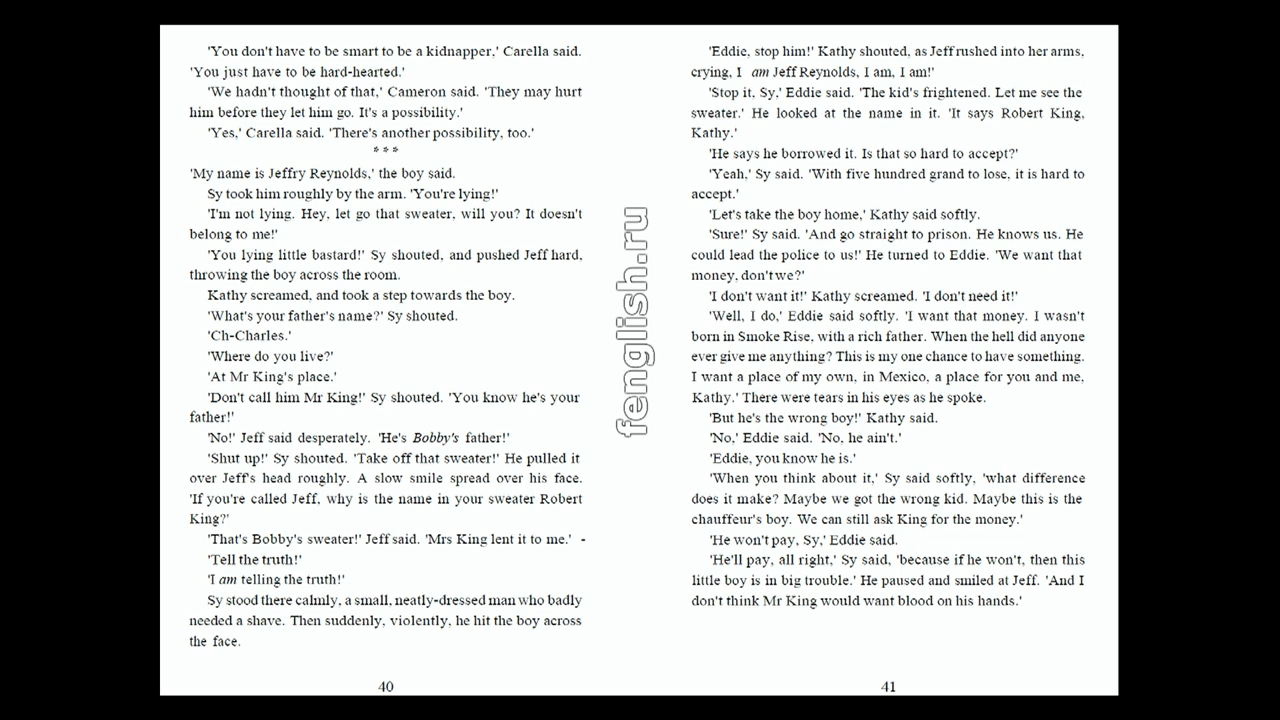 'You don't have to be smart to be a kidnapper,' Carella said.
'You just have to be hard-hearted.'
'We hadn't thought of that,' Cameron said. 'They may hurt
him before they let him go. It's a possibility.'
'Yes,' Carella said. 'There's another possibility, too.'
* * *
'My name is Jeffry Reynolds,' the boy said.
Sy took him roughly by the arm. 'You're lying!'
'I'm not lying. Hey, let go that sweater, will you? It doesn't
belong to me!'
'You lying little bastard!' Sy shouted, and pushed Jeff hard,
throwing the boy across the room.
Kathy screamed, and took a step towards the boy.
'What's your father's name?' Sy shouted.
'Ch-Charles.'
'Where do you live?'
'At Mr King's place.'
'Don't call him Mr King!' Sy shouted. 'You know he's your
father!'
'No!' Jeff said desperately. 'He's Bobby's father!'
'Shut up!' Sy shouted. 'Take off that sweater!' He pulled it
over Jeff's head roughly. A slow smile spread over his face.
'If you're called Jeff, why is the name in your sweater Robert
King?'
'That's Bobby's sweater!' Jeff said. 'Mrs King lent it to me.' -
'Tell the truth!'
'I am telling the truth!'
Sy stood there calmly, a small, neatly-dressed man who badly
needed a shave. Then suddenly, violently, he hit the boy across
the face.
40
fenglish.ru
'Eddie, stop him!' Kathy shouted, as Jeff rushed into her arms,
crying, I am Jeff Reynolds, I am, I am!'
'Stop it, Sy,' Eddie said. 'The kid's frightened. Let me see the
sweater.' He looked at the name in it. 'It says Robert King,
Kathy.'
'He says he borrowed it. Is that so hard to accept?'
'Yeah,' Sy said. 'With five hundred grand to lose, it is hard to
accept.'
'Let's take the boy home,' Kathy said softly.
'Sure!' Sy said. 'And go straight to prison. He knows us. He
could lead the police to us!' He turned to Eddie. 'We want that
money, don't we?'
'I don't want it!' Kathy screamed. 'I don't need it!'
'Well, I do,' Eddie said softly. 'I want that money. I wasn't
born in Smoke Rise, with a rich father. When the hell did anyone
ever give me anything? This is my one chance to have something.
I want a place of my own, in Mexico, a place for you and me,
Kathy.' There were tears in his eyes as he spoke.
'But he's the wrong boy!' Kathy said.
'No,' Eddie said. 'No, he ain't.'
'Eddie, you know he is.'
'When you think about it,' Sy said softly, 'what difference
does it make? Maybe we got the wrong kid. Maybe this is the
chauffeur's boy. We can still ask King for the money.'
'He won't pay, Sy,' Eddie said.
'He'll pay, all right,' Sy said, 'because if he won't, then this
little boy is in big trouble.' He paused and smiled at Jeff. 'And I
don't think Mr King would want blood on his hands.'
41